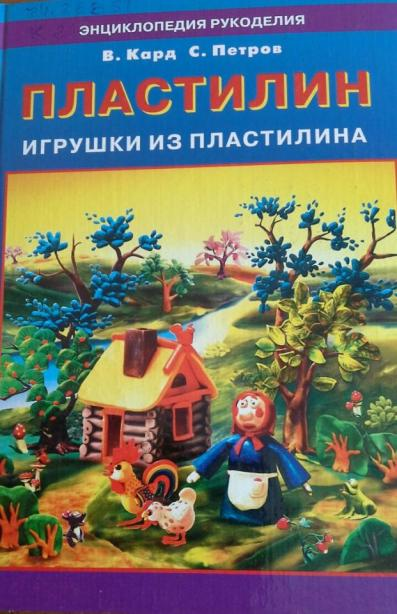 ЭНЦИКЛОПЕДИЯ РУКОДЕЛИЯ
В. Кард С. Петров
ПЛАСТИЛИН
ИГРУШКИ ИЗ ПЛАСТИЛИНА